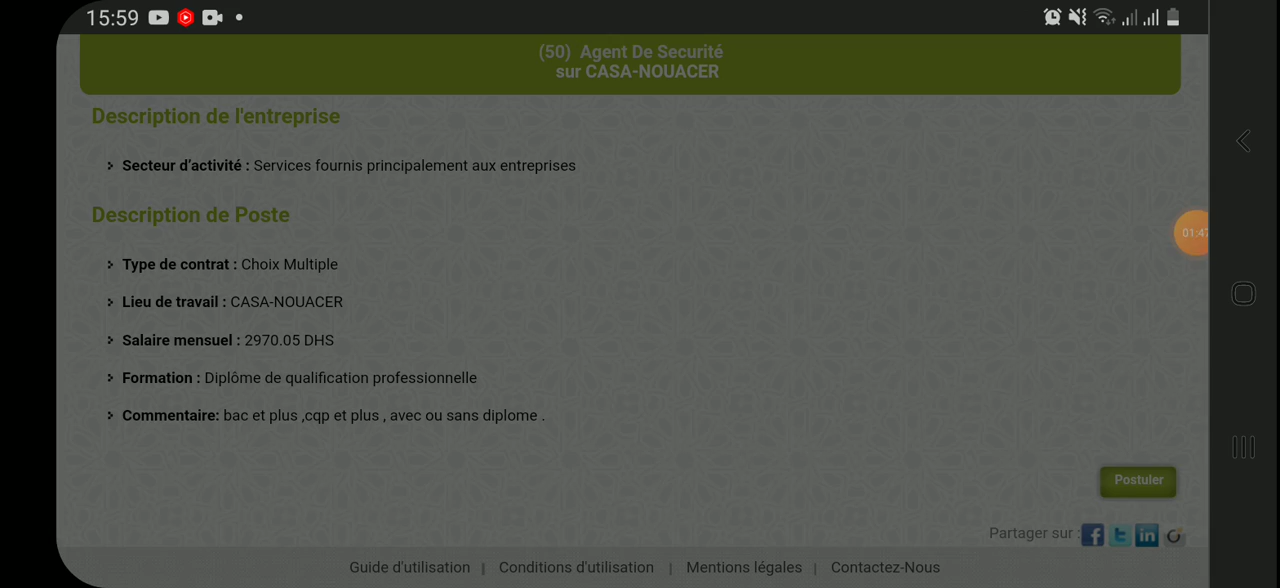 15:59
(50) Agent De Securité
sur CASA-NOUACER
Description de l'entreprise
Secteur d'activité : Services fournis principalement aux entreprises
Description de Poste
Type de contrat : Choix Multiple
01:47
Lieu de travail : CASA-NOUACER
Salaire mensuel : 2970.05 DHS
Formation : Diplôme de qualification professionnelle
Commentaire: bac et plus ,cqp et plus , avec ou sans diplome .
Postuler
Partager sur :
Guide d'utilisation | Conditions d'utilisation | Mentions légales | Contactez-Nous